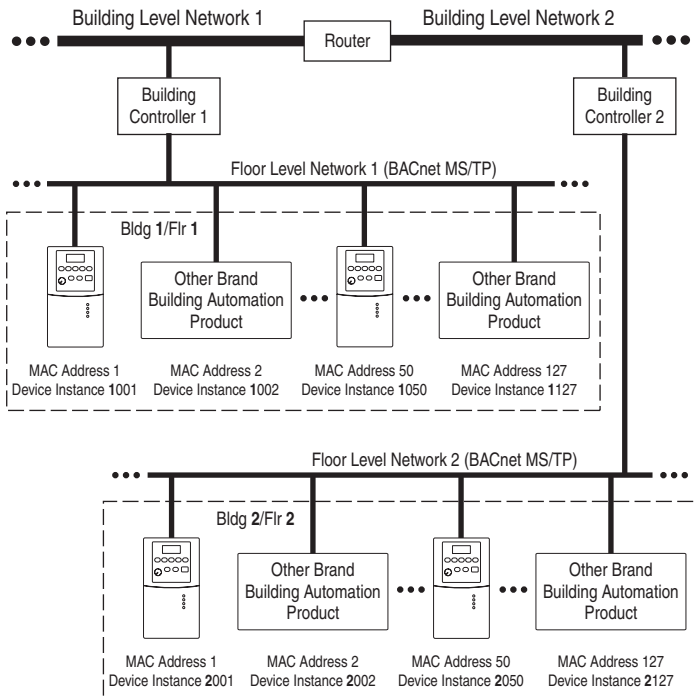 Building Level Network 1
Building Level Network 2
Router
Building
Controller 1
Building
Controller 2
Floor Level Network 1 (BACnet MS/TP)
Bldg 1/Flr 1
Other Brand
Building Automation
Product
Other Brand
Building Automation
Product
MAC Address 1
Device Instance 1001
MAC Address 2
Device Instance 1002
MAC Address 50
Device Instance 1050
MAC Address 127
Device Instance 1127
Floor Level Network 2 (BACnet MS/TP)
Bldg 2/Flr 2
Other Brand
Building Automation
Product
Other Brand
Building Automation
Product
MAC Address 1
Device Instance 2001
MAC Address 2
Device Instance 2002
MAC Address 50
Device Instance 2050
MAC Address 127
Device Instance 2127